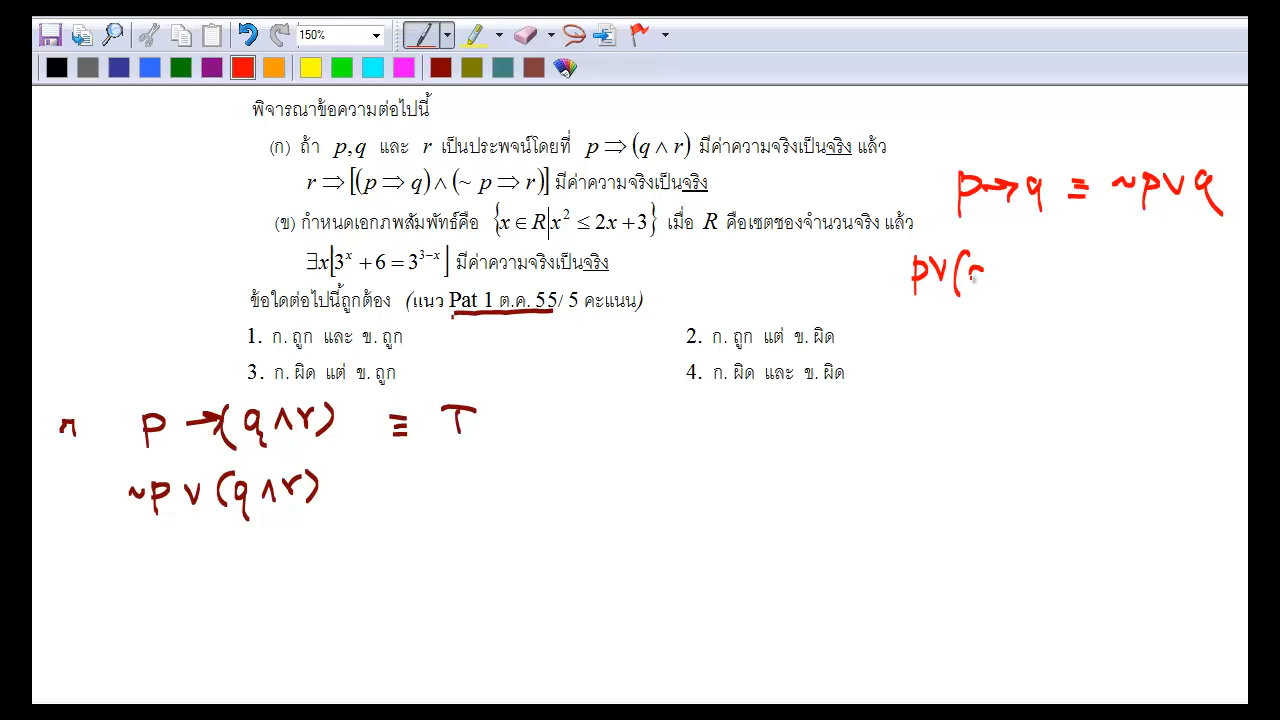 150%
พิจารณาข้อความต่อไปนี้
(ก) ถ้า p,q และ r เป็นประพจน์โดยที่ p ⇒ (q ∧ r) มีค่าความจริงเป็นจริง แล้ว
r ⇒ [(p ⇒ q) ∧ (~ p ⇒ r)] มีค่าความจริงเป็นจริง
p→q ≡ ~p∨q
(ข) กำหนดเอกภพสัมพัทธ์คือ {x ∈ R|x² ≤ 2x + 3} เมื่อ R คือเซตของจำนวนจริง แล้ว
∃x[3ˣ + 6 = 3³⁻ˣ] มีค่าความจริงเป็นจริง
p∨(
ข้อใดต่อไปนี้ถูกต้อง (แนว Pat 1 ต.ค. 55/ 5 คะแนน)
1. ก. ถูก และ ข. ถูก
2. ก. ถูก แต่ ข. ผิด
3. ก. ผิด แต่ ข. ถูก
4. ก. ผิด และ ข. ผิด
ก p →(q ∧ r) ≡ T
~p ∨ (q ∧ r)